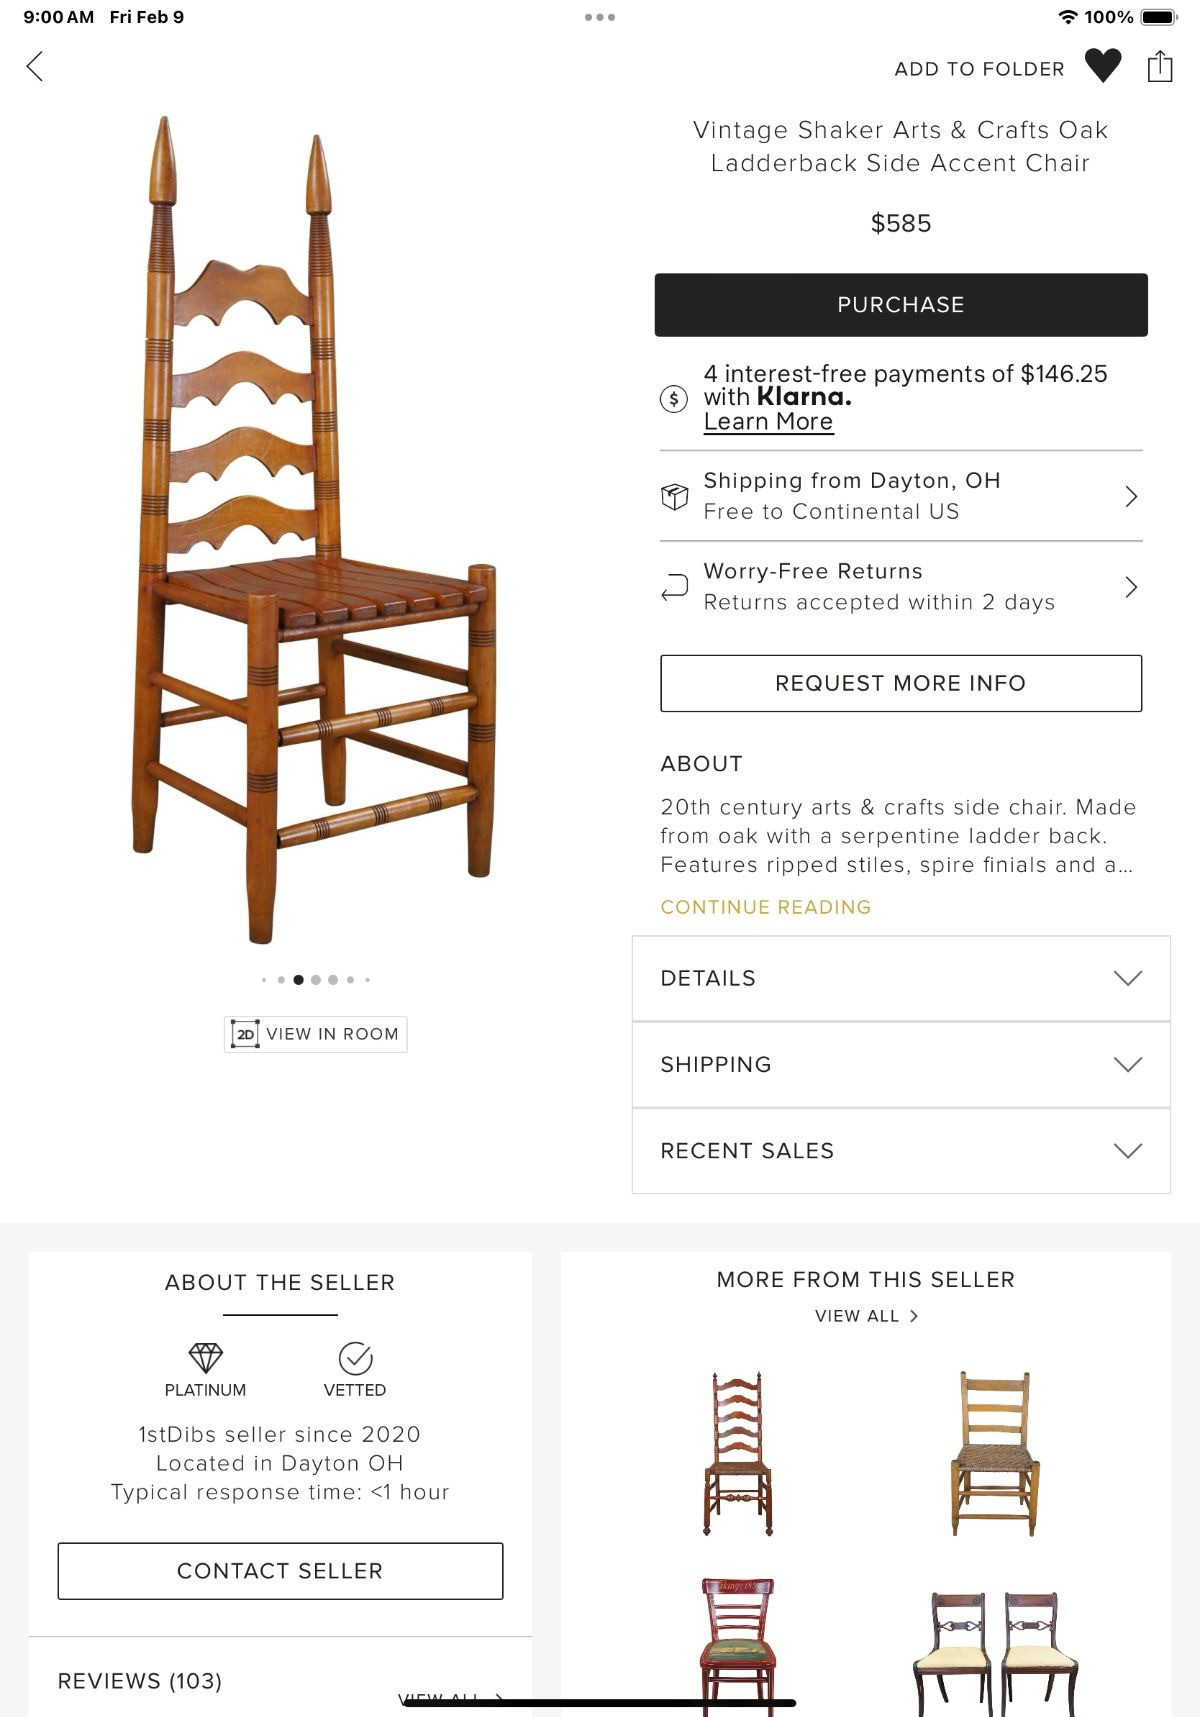 9:00 AM Fri Feb 9
100%
ADD TO FOLDER
Vintage Shaker Arts & Crafts Oak
Ladderback Side Accent Chair
$585
PURCHASE
4 interest-free payments of $146.25
with Klarna.
Learn More
Shipping from Dayton, OH
Free to Continental US
Worry-Free Returns
Returns accepted within 2 days
REQUEST MORE INFO
ABOUT
20th century arts & crafts side chair. Made
from oak with a serpentine ladder back.
Features ripped stiles, spire finials and a...
CONTINUE READING
2D VIEW IN ROOM
DETAILS
SHIPPING
RECENT SALES
ABOUT THE SELLER
PLATINUM
VETTED
1stDibs seller since 2020
Located in Dayton OH
Typical response time: <1 hour
CONTACT SELLER
REVIEWS (103)
VIEW ALL
MORE FROM THIS SELLER
VIEW ALL